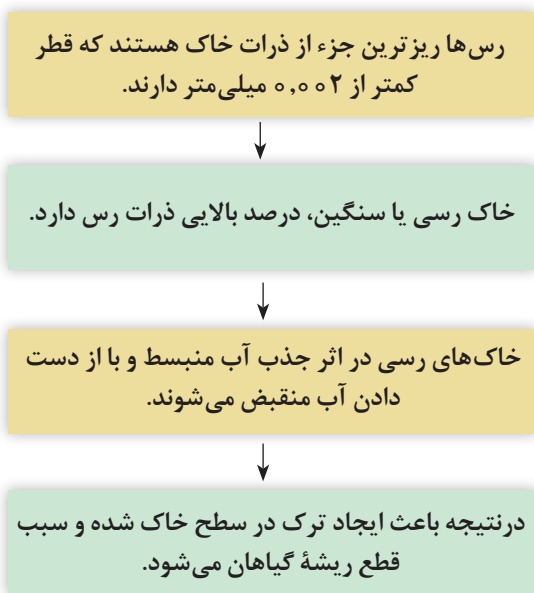 رس‌ها ریزترین جزء از ذرات خاک هستند که قطر
کمتر از ۰٫۰۰۲ میلی‌متر دارند.
خاک رسی یا سنگین، درصد بالایی ذرات رس دارد.
خاک‌های رسی در اثر جذب آب منبسط و با از دست
دادن آب منقبض می‌شوند.
درنتیجه باعث ایجاد ترک در سطح خاک شده و سبب
قطع ریشهٔ گیاهان می‌شود.